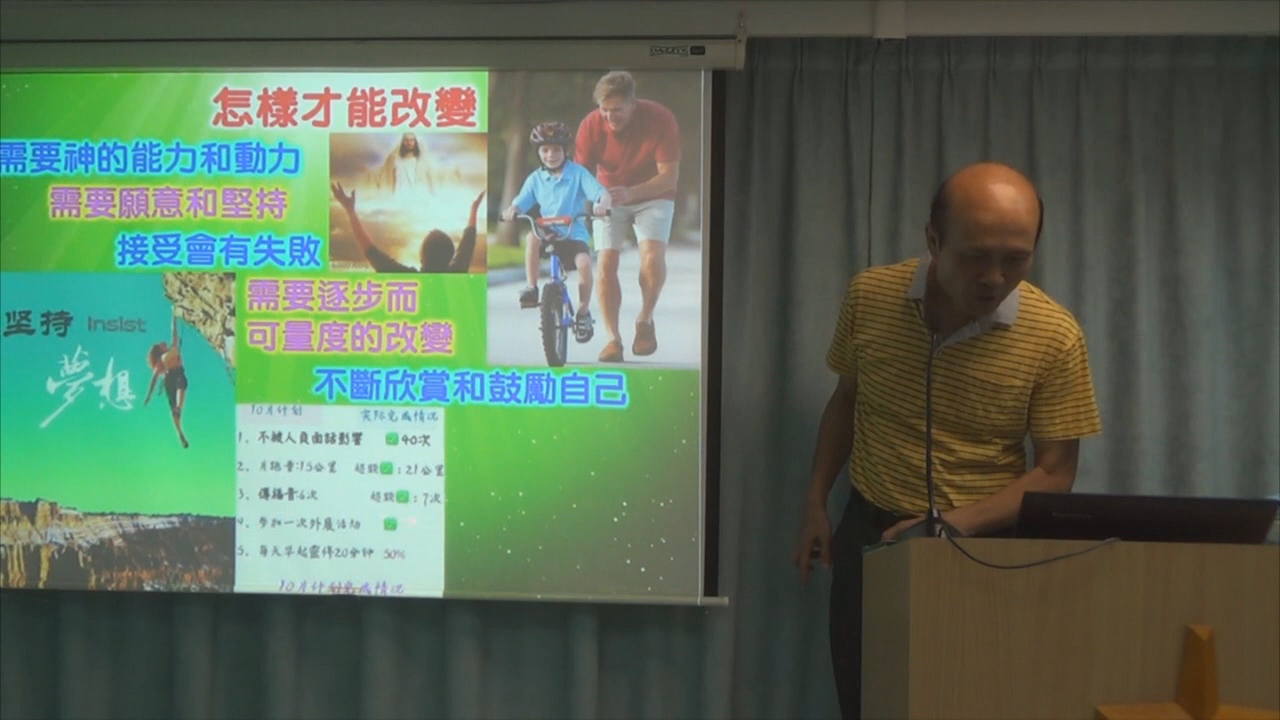 怎樣才能改變
需要神的能力和動力
需要願意和堅持
接受會有失敗
需要逐步而
可量度的改變
不斷欣賞和鼓勵自己
坚持 Insist
夢想
10月计划 实际完成情况
1、不被人負面話影響 ✅40次
2、月跑音:15公里 超额✅:21公里
3、傳福音6次 超额✅:7次
4、参加一次外展活动 ✅
5、每天早起靈得20分钟 50%
10月计划完成情况